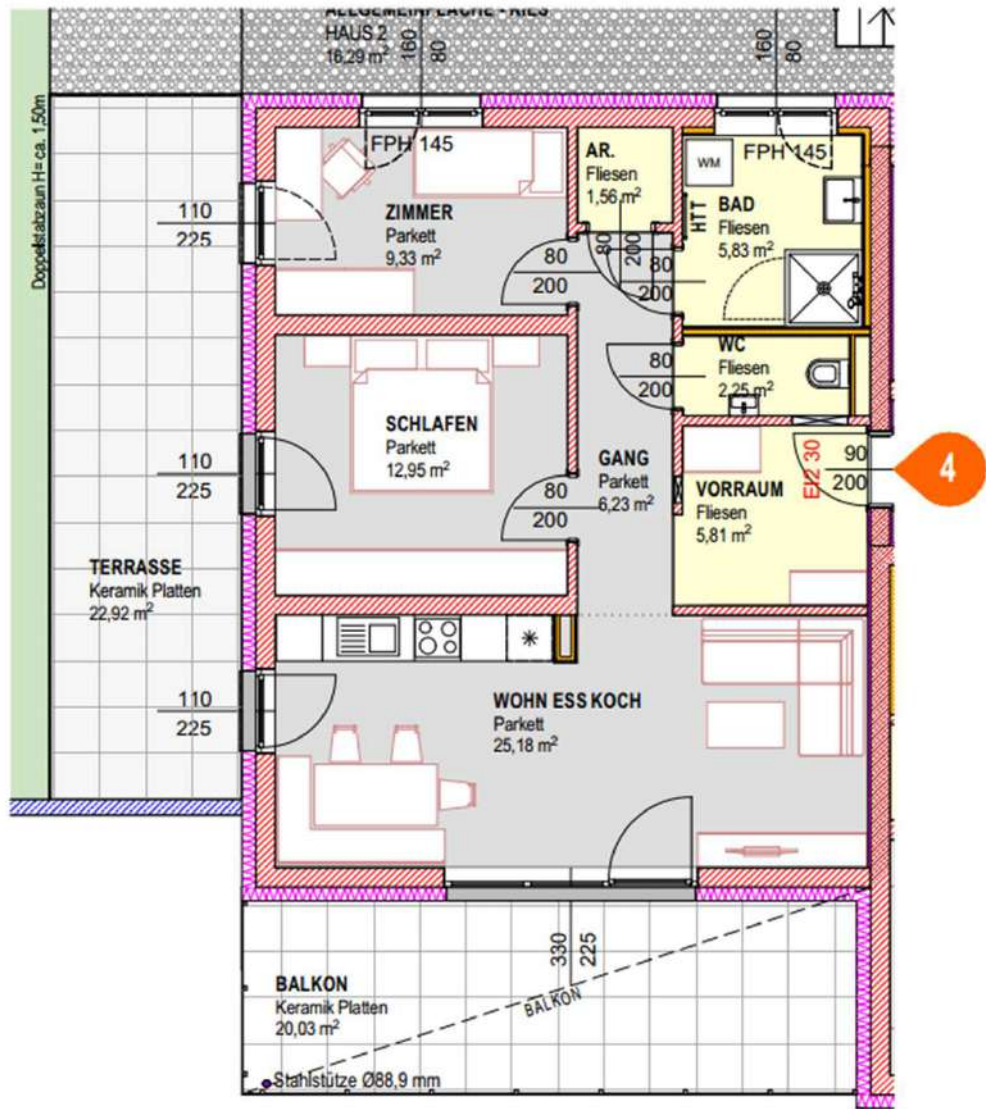 ALLGEMEINFLÄCHE - KIES
HAUS 2
16,29 m²
160
80
160
80
Doppelstabzaun H= ca. 1,50m
FPH 145
ZIMMER
Parkett
9,33 m²
AR.
Fliesen
1,56 m²
WM
FPH 145
HTT
BAD
Fliesen
5,83 m²
110
225
80
200
80
200
80
200
WC
Fliesen
2,25 m²
80
200
SCHLAFEN
Parkett
12,95 m²
110
225
80
200
GANG
Parkett
6,23 m²
VORRAUM
Fliesen
5,81 m²
EI2 30
90
200
4
TERRASSE
Keramik Platten
22,92 m²
110
225
WOHN ESS KOCH
Parkett
25,18 m²
330
225
BALKON
Keramik Platten
20,03 m²
BALKON
Stahlstütze Ø88,9 mm